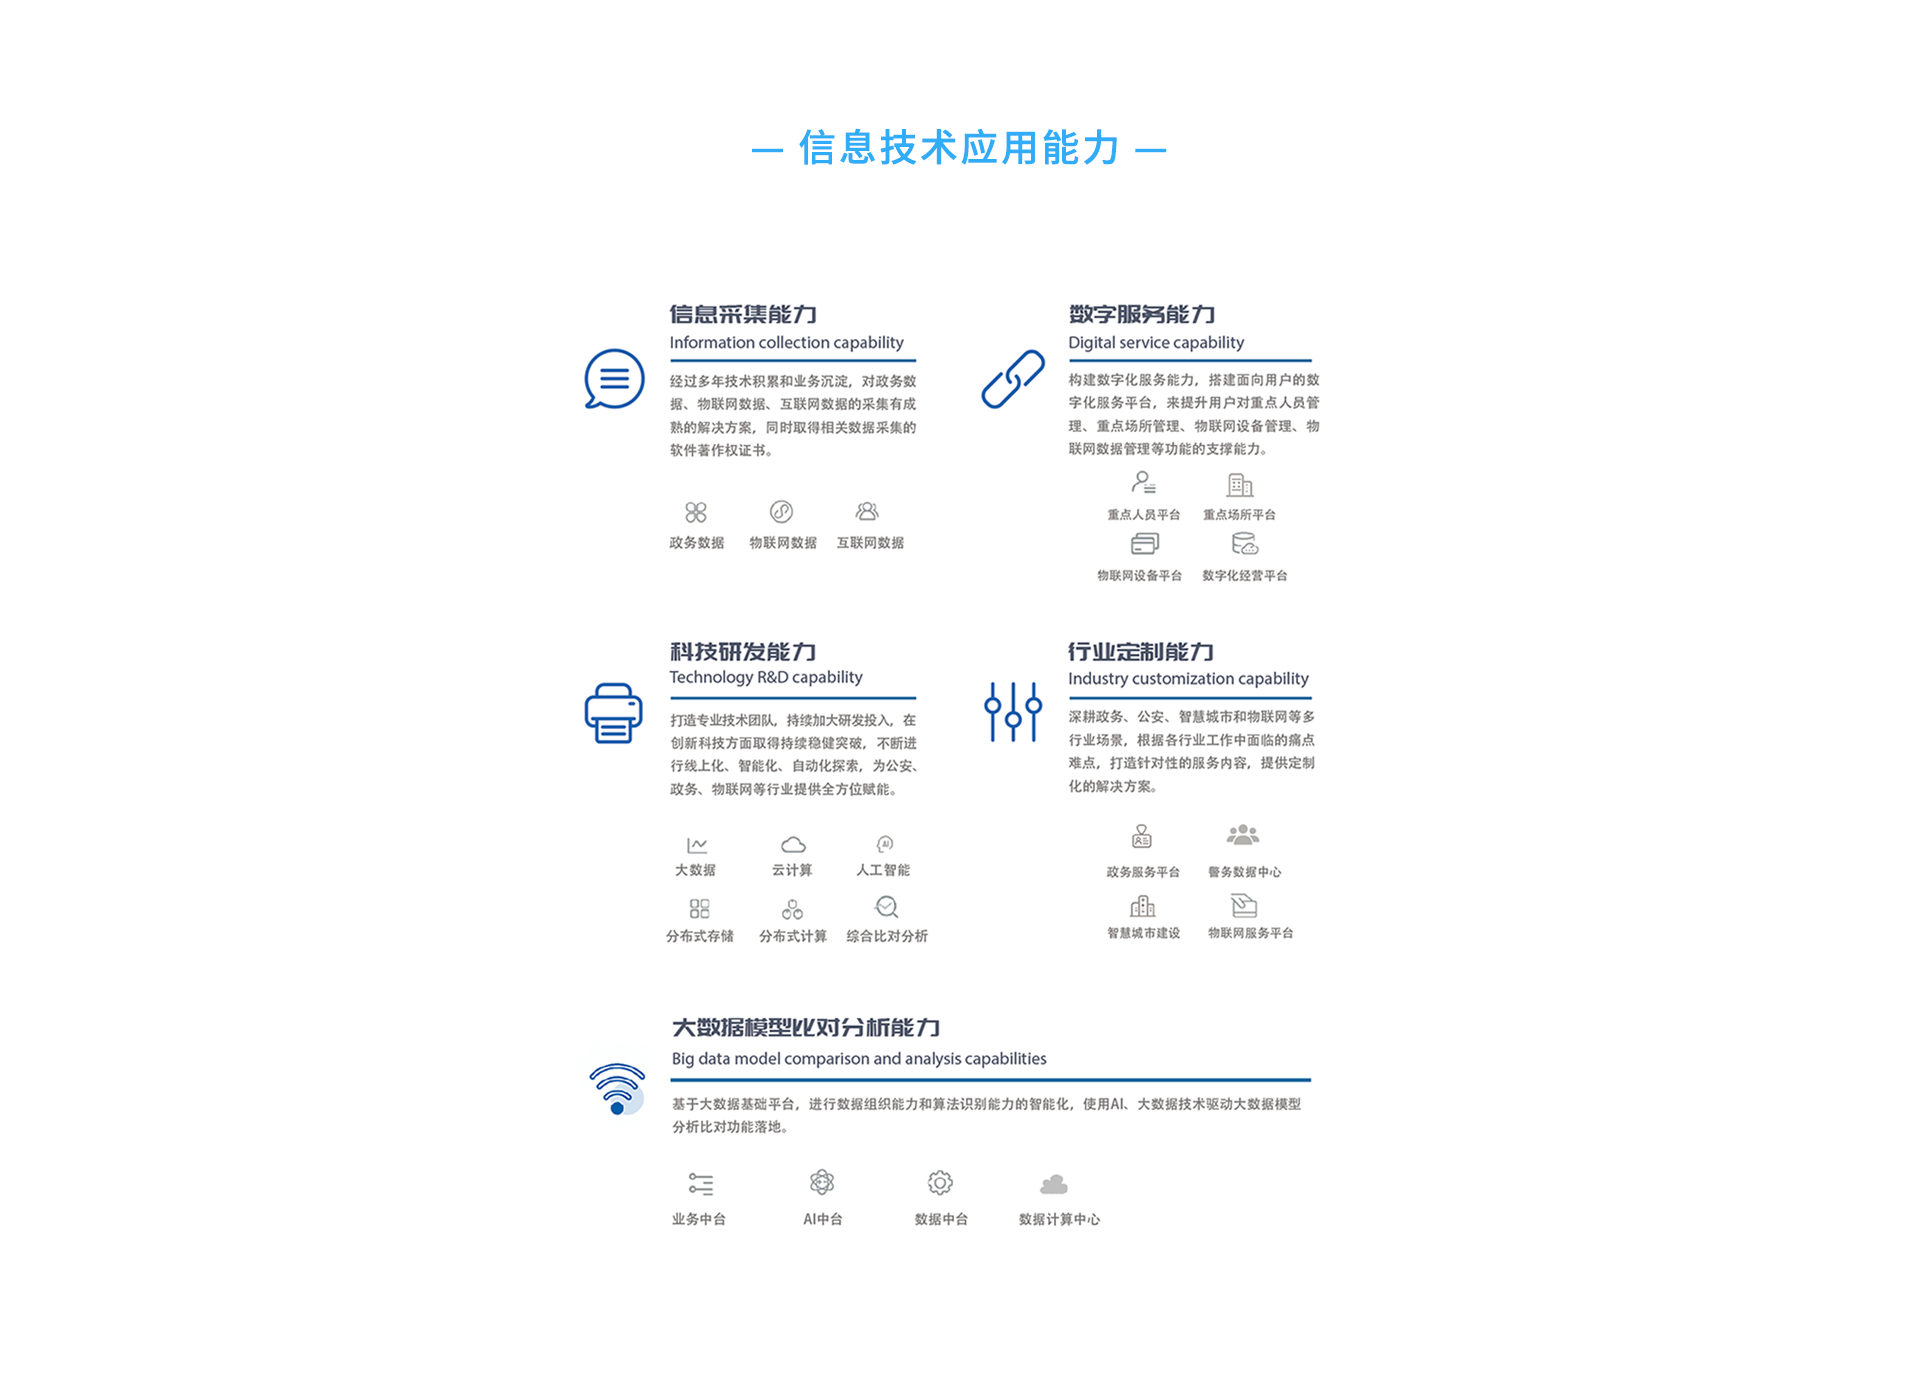 — 信息技术应用能力 —
信息采集能力
Information collection capability
经过多年技术积累和业务沉淀，对政务数
据、物联网数据、互联网数据的采集有成
熟的解决方案，同时取得相关数据采集的
软件著作权证书。
政务数据 物联网数据 互联网数据
数字服务能力
Digital service capability
构建数字化服务能力，搭建面向用户的数
字化服务平台，来提升用户对重点人员管
理、重点场所管理、物联网设备管理、物
联网数据管理等功能的支撑能力。
重点人员平台 重点场所平台
物联网设备平台 数字化经营平台
科技研发能力
Technology R&D capability
打造专业技术团队，持续加大研发投入，在
创新科技方面取得持续稳健突破，不断进
行线上化、智能化、自动化探索，为公安、
政务、物联网等行业提供全方位赋能。
大数据 云计算 人工智能
分布式存储 分布式计算 综合比对分析
行业定制能力
Industry customization capability
深耕政务、公安、智慧城市和物联网等多
行业场景，根据各行业工作中面临的痛点
难点，打造针对性的服务内容，提供定制
化的解决方案。
政务服务平台 警务数据中心
智慧城市建设 物联网服务平台
大数据模型比对分析能力
Big data model comparison and analysis capabilities
基于大数据基础平台，进行数据组织能力和算法识别能力的智能化，使用AI、大数据技术驱动大数据模型
分析比对功能落地。
业务中台 AI中台 数据中台 数据计算中心